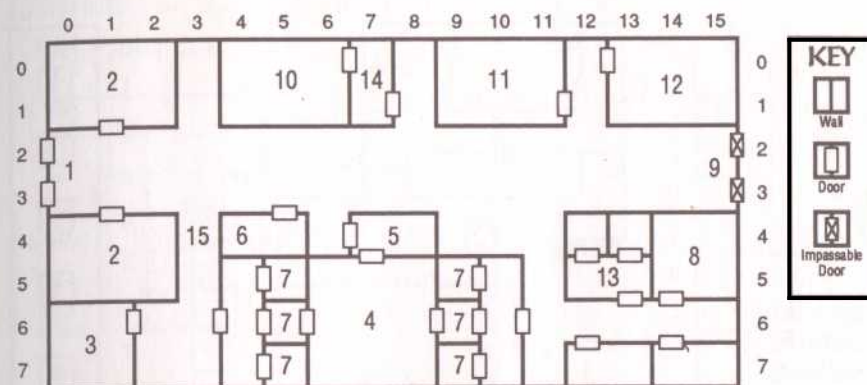 0 1 2 3 4 5 6 7 8 9 10 11 12 13 14 15
0 2 10 14 11 12 0
1 1
2 1 9 2
3 3
4 2 15 6 5 8 4
5 7 7 13 5
6 3 7 4 7 6
7 7 7 7
KEY
Wall
Door
Impassable
Door